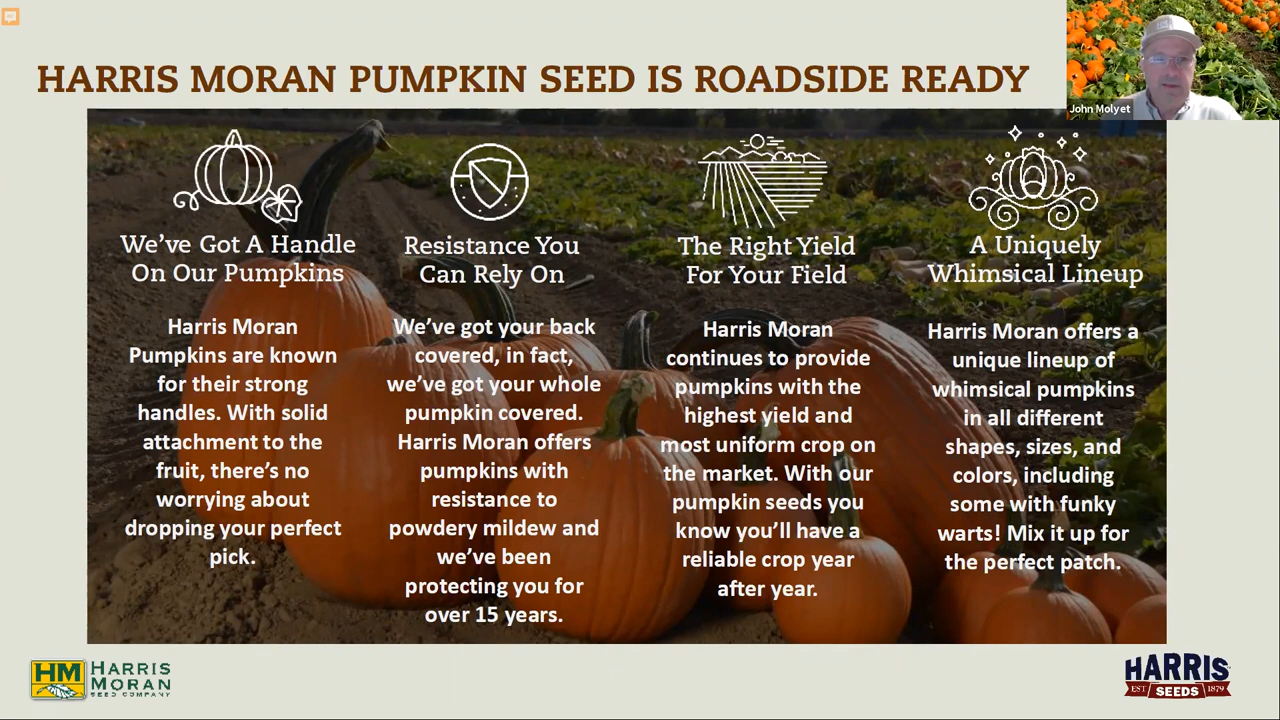 HARRIS MORAN PUMPKIN SEED IS ROADSIDE READY
John Molyet
We've Got A Handle
On Our Pumpkins
Harris Moran
Pumpkins are known
for their strong
handles. With solid
attachment to the
fruit, there's no
worrying about
dropping your perfect
pick.
Resistance You
Can Rely On
We've got your back
covered, in fact,
we've got your whole
pumpkin covered.
Harris Moran offers
pumpkins with
resistance to
powdery mildew and
we've been
protecting you for
over 15 years.
The Right Yield
For Your Field
Harris Moran
continues to provide
pumpkins with the
highest yield and
most uniform crop on
the market. With our
pumpkin seeds you
know you'll have a
reliable crop year
after year.
A Uniquely
Whimsical Lineup
Harris Moran offers a
unique lineup of
whimsical pumpkins
in all different
shapes, sizes, and
colors, including
some with funky
warts! Mix it up for
the perfect patch.
HM HARRIS
MORAN
SEED COMPANY
HARRIS
EST SEEDS 1879